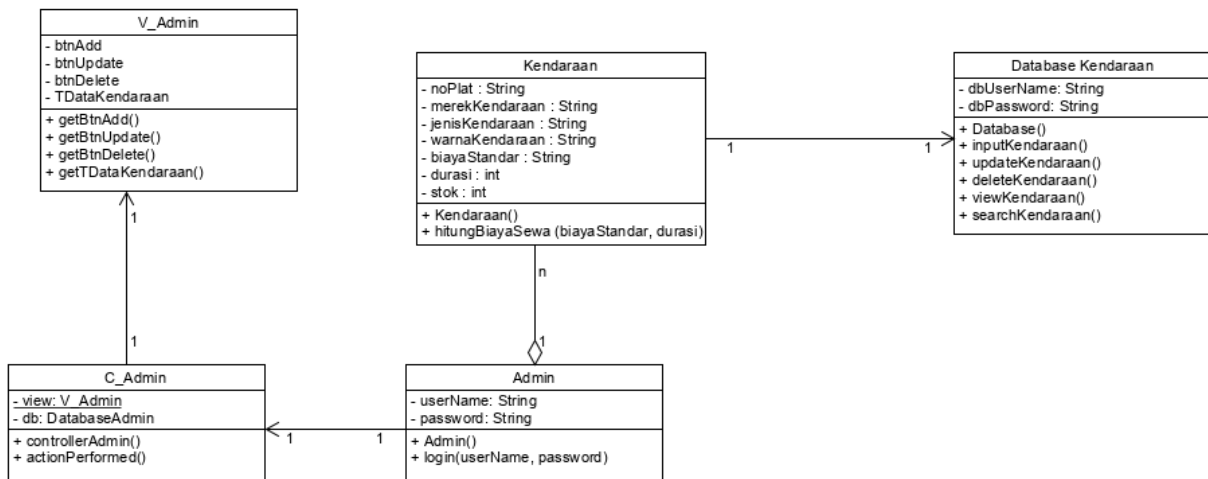 V_Admin
- btnAdd
- btnUpdate
- btnDelete
- TDataKendaraan
+ getBtnAdd()
+ getBtnUpdate()
+ getBtnDelete()
+ getTDataKendaraan()
Kendaraan
- noPlat : String
- merekKendaraan : String
- jenisKendaraan : String
- warnaKendaraan : String
- biayaStandar : String
- durasi : int
- stok : int
+ Kendaraan()
+ hitungBiayaSewa (biayaStandar, durasi)
Database Kendaraan
- dbUserName: String
- dbPassword: String
+ Database()
+ inputKendaraan()
+ updateKendaraan()
+ deleteKendaraan()
+ viewKendaraan()
+ searchKendaraan()
1
1
1
1
n
1
C_Admin
- view: V_Admin
- db: DatabaseAdmin
+ controllerAdmin()
+ actionPerformed()
1
1
Admin
- userName: String
- password: String
+ Admin()
+ login(userName, password)